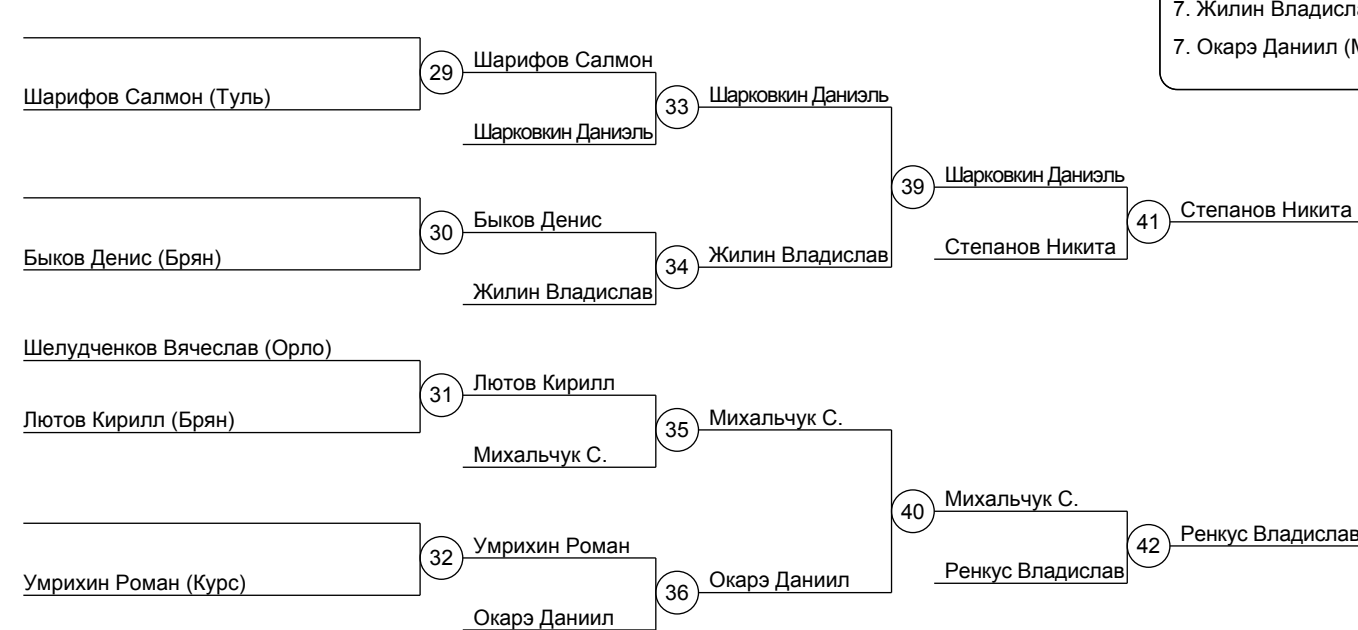 7. Жилин Владисл
7. Окарэ Даниил (М
29
Шарифов Салмон
Шарифов Салмон (Туль)
33
Шарковкин Даниэль
Шарковкин Даниэль
39
Шарковкин Даниэль
30
Быков Денис
Быков Денис (Брян)
34
Жилин Владислав
Жилин Владислав
41
Степанов Никита
Степанов Никита
Шелудченков Вячеслав (Орло)
31
Лютов Кирилл
Лютов Кирилл (Брян)
35
Михальчук С.
Михальчук С.
40
Михальчук С.
32
Умрихин Роман
Умрихин Роман (Курс)
36
Окарэ Даниил
Окарэ Даниил
42
Ренкус Владислав
Ренкус Владислав